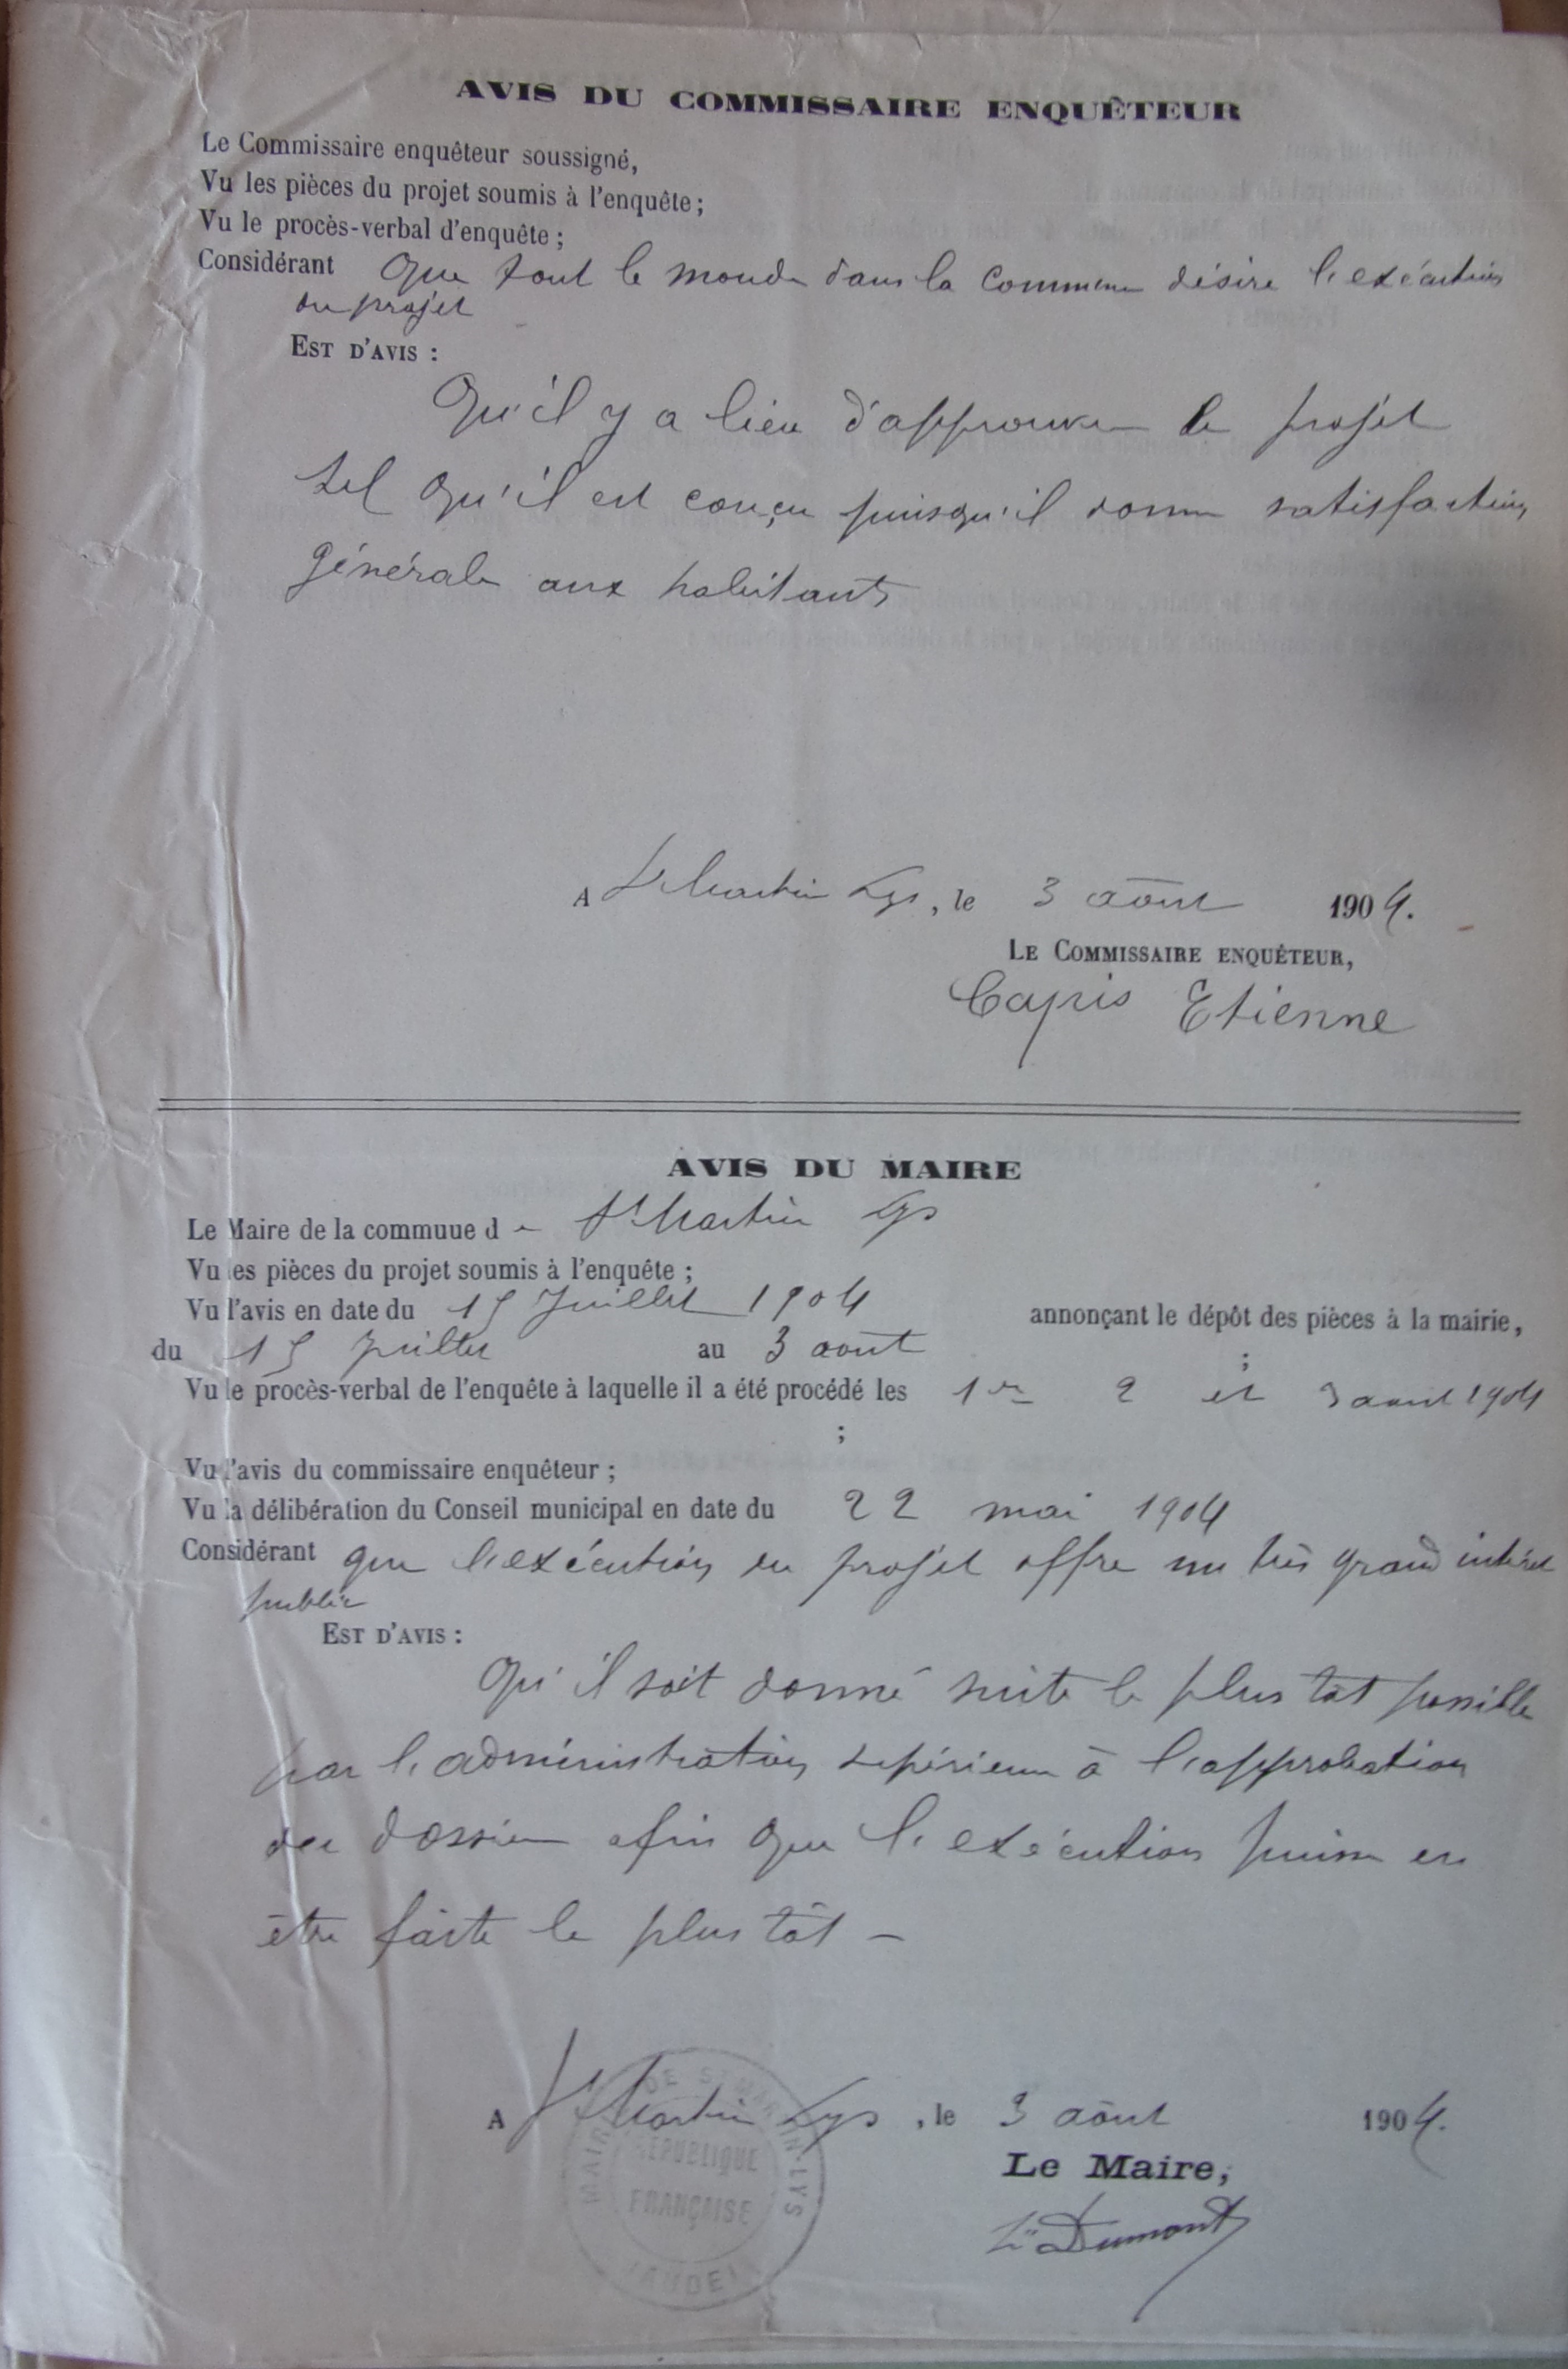 AVIS DU COMMISSAIRE ENQUÊTEUR
Le Commissaire enquêteur soussigné,
Vu les pièces du projet soumis à l'enquête ;
Vu le procès-verbal d'enquête ;
Considérant que tout le monde dans la commune désire l'exécution
du projet
EST D'AVIS :
Qu'il y a lieu d'approuver le projet
tel qu'il est conçu puisqu'il donne satisfaction
générale aux habitants
A St Martin Lys, le 3 août 1904.
LE COMMISSAIRE ENQUÊTEUR,
Capis Etienne
AVIS DU MAIRE
Le Maire de la commuue de St Martin Lys
Vu les pièces du projet soumis à l'enquête ;
Vu l'avis en date du 15 Juillet 1904 annonçant le dépôt des pièces à la mairie,
du 15 juillet au 3 août ;
Vu le procès-verbal de l'enquête à laquelle il a été procédé les 1er 2 et 3 août 1904
;
Vu l'avis du commissaire enquêteur ;
Vu la délibération du Conseil municipal en date du 22 mai 1904
Considérant que l'exécution du projet offre un très grand intérêt
public
EST D'AVIS :
Qu'il soit donné suite le plus tôt possible
par l'administration supérieure à l'approbation
du dossier afin que l'exécution puisse en
être faite le plus tôt –
A St Martin Lys, le 3 août 1904.
MAIRIE DE ST MARTIN-LYS
RÉPUBLIQUE
FRANÇAISE
(AUDE)
Le Maire,
Dumont